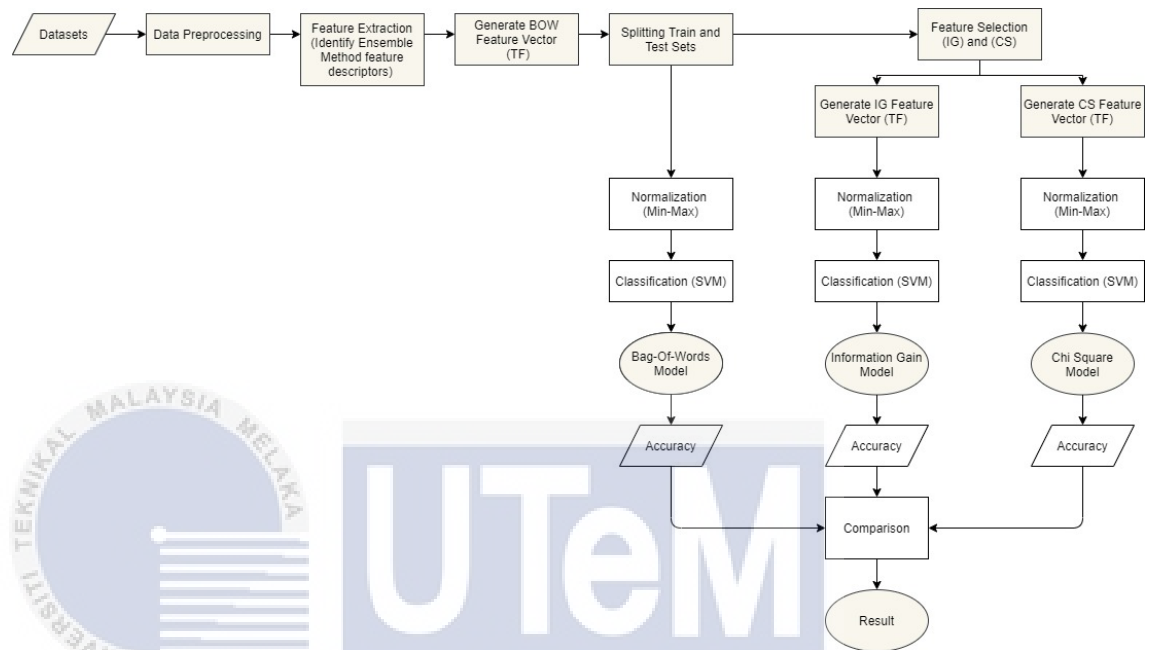 Datasets
Data Preprocessing
Feature Extraction
(Identify Ensemble
Method feature
descriptors)
Generate BOW
Feature Vector
(TF)
Splitting Train and
Test Sets
Feature Selection
(IG) and (CS)
Generate IG Feature
Vector (TF)
Generate CS Feature
Vector (TF)
Normalization
(Min-Max)
Normalization
(Min-Max)
Normalization
(Min-Max)
Classification (SVM)
Classification (SVM)
Classification (SVM)
Bag-Of-Words
Model
Information Gain
Model
Chi Square
Model
Accuracy
Accuracy
Accuracy
Comparison
Result
TEKNIKAL MALAYSIA MELAKA
UTeM